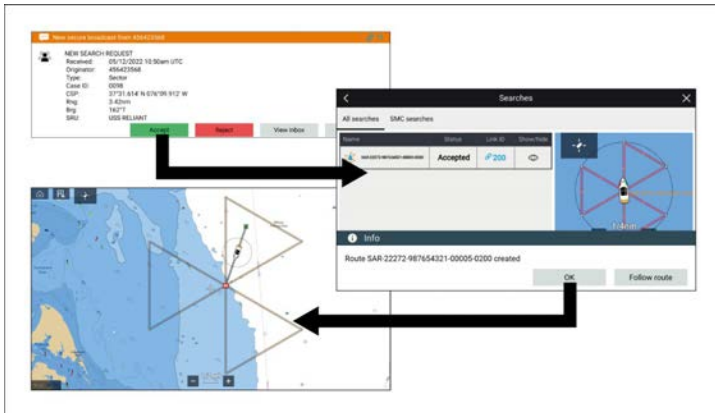 New secure broadcast from 456423568
NEW SEARCH REQUEST
Received: 05/12/2022 10:50am UTC
Originator: 456423568
Type: Sector
Case ID: 0098
CSP: 37°31.614' N 076°09.912' W
Rng: 3.42nm
Brg: 162°T
SRU: USS RELIANT
Accept
Reject
View inbox
Searches
All searches
SMC searches
Name
Status
Link ID
Show/hide
Accepted
200
Info
Route SAR-22272-987654321-00005-0200 created
OK
Follow route